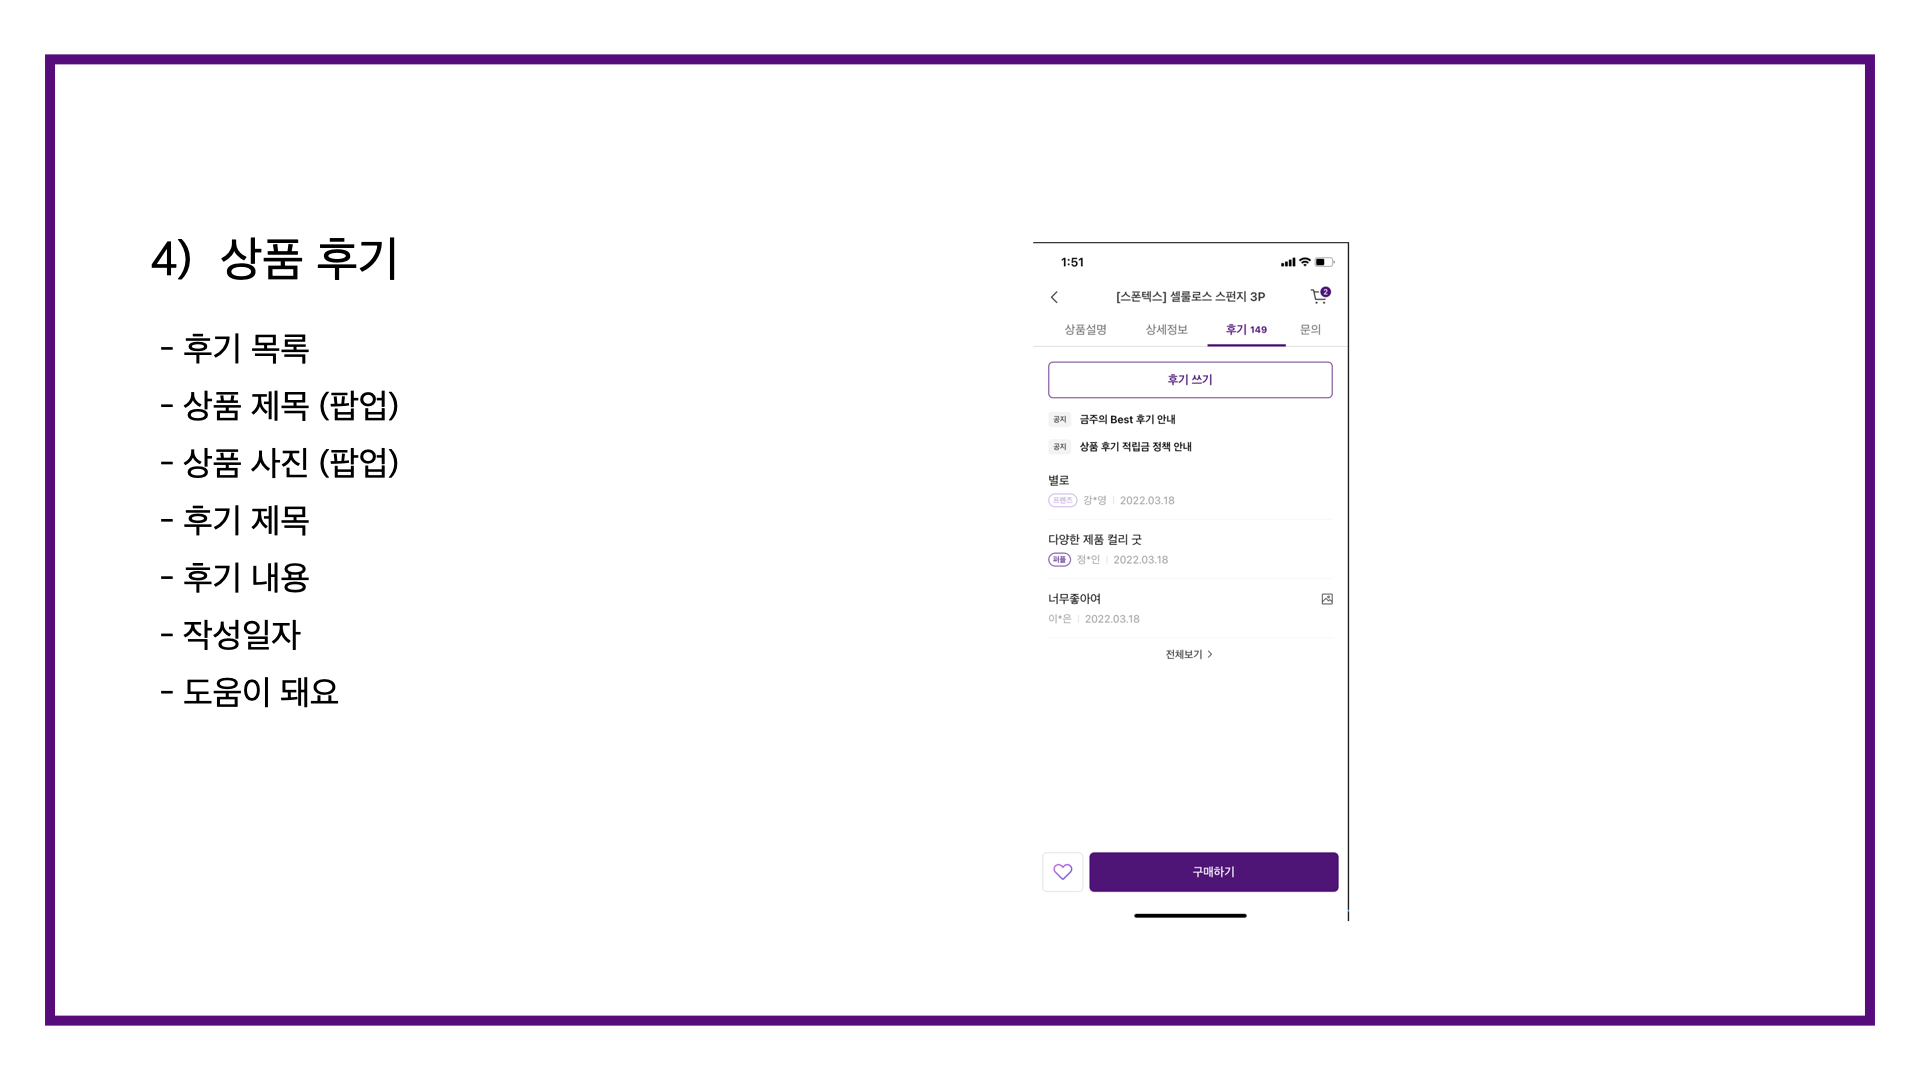 4) 상품 후기
- 후기 목록
- 상품 제목 (팝업)
- 상품 사진 (팝업)
- 후기 제목
- 후기 내용
- 작성일자
- 도움이 돼요
1:51
[스폰텍스] 셀룰로스 스펀지 3P
2
상품설명 상세정보 후기 149 문의
후기 쓰기
공지 금주의 Best 후기 안내
공지 상품 후기 적립금 정책 안내
별로
프렌즈 강*영 | 2022.03.18
다양한 제품 컬리 굿
퍼플 정*인 | 2022.03.18
너무좋아여
이*은 | 2022.03.18
전체보기 >
구매하기